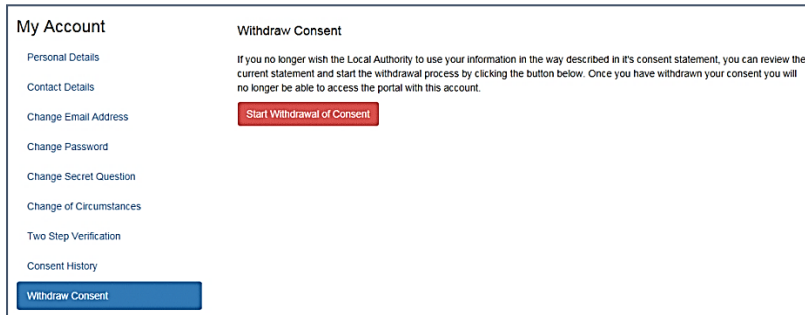 My Account
Personal Details
Contact Details
Change Email Address
Change Password
Change Secret Question
Change of Circumstances
Two Step Verification
Consent History
Withdraw Consent
Withdraw Consent
If you no longer wish the Local Authority to use your information in the way described in it's consent statement, you can review the
current statement and start the withdrawal process by clicking the button below. Once you have withdrawn your consent you will
no longer be able to access the portal with this account.
Start Withdrawal of Consent